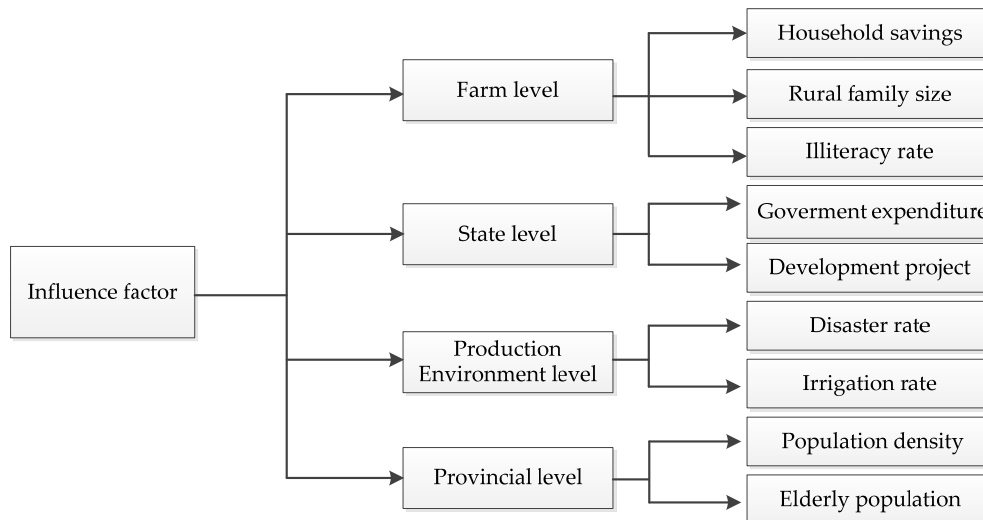 Influence factor
Farm level
Household savings
Rural family size
Illiteracy rate
State level
Goverment expenditure
Development project
Production
Environment level
Disaster rate
Irrigation rate
Provincial level
Population density
Elderly population